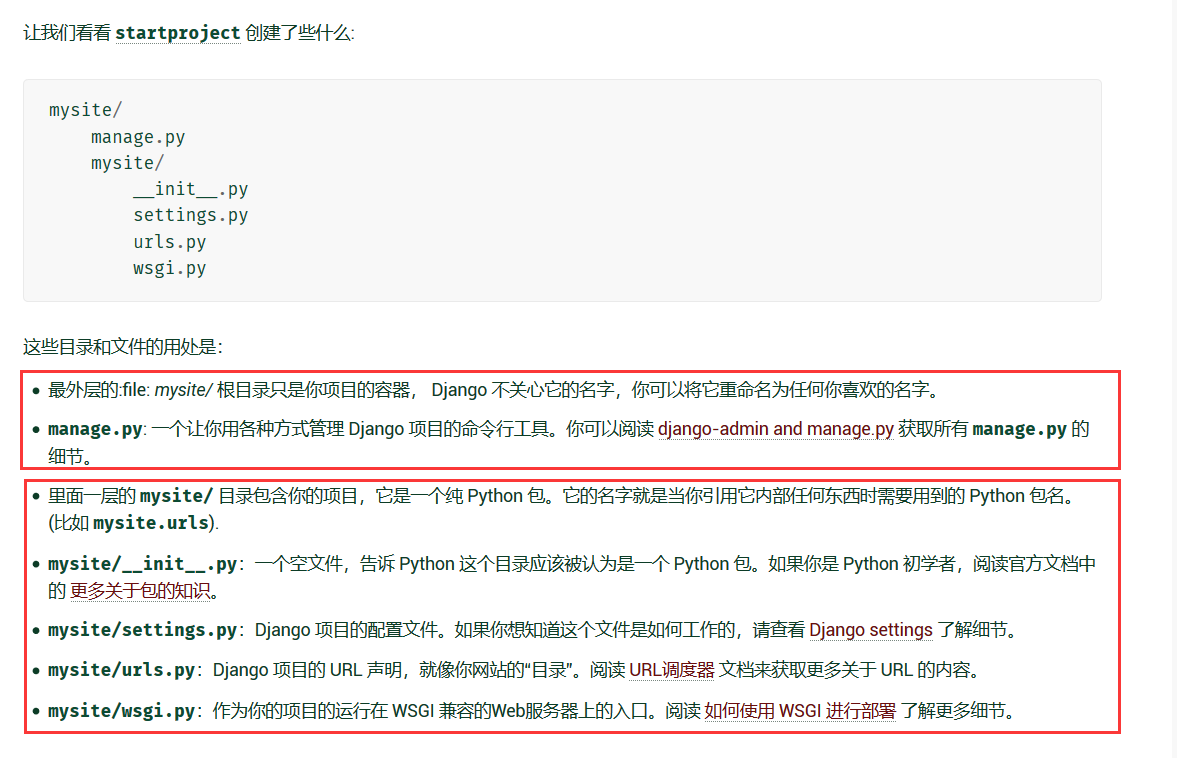 让我们看看 startproject 创建了些什么:
mysite/
    manage.py
    mysite/
        __init__.py
        settings.py
        urls.py
        wsgi.py
这些目录和文件的用处是：
• 最外层的:file: mysite/ 根目录只是你项目的容器， Django 不关心它的名字，你可以将它重命名为任何你喜欢的名字。
• manage.py: 一个让你用各种方式管理 Django 项目的命令行工具。你可以阅读 django-admin and manage.py 获取所有 manage.py 的
细节。
• 里面一层的 mysite/ 目录包含你的项目，它是一个纯 Python 包。它的名字就是当你引用它内部任何东西时需要用到的 Python 包名。
(比如 mysite.urls).
• mysite/__init__.py：一个空文件，告诉 Python 这个目录应该被认为是一个 Python 包。如果你是 Python 初学者，阅读官方文档中
的 更多关于包的知识。
• mysite/settings.py：Django 项目的配置文件。如果你想知道这个文件是如何工作的，请查看 Django settings 了解细节。
• mysite/urls.py：Django 项目的 URL 声明，就像你网站的“目录”。阅读 URL调度器 文档来获取更多关于 URL 的内容。
• mysite/wsgi.py：作为你的项目的运行在 WSGI 兼容的Web服务器上的入口。阅读 如何使用 WSGI 进行部署 了解更多细节。